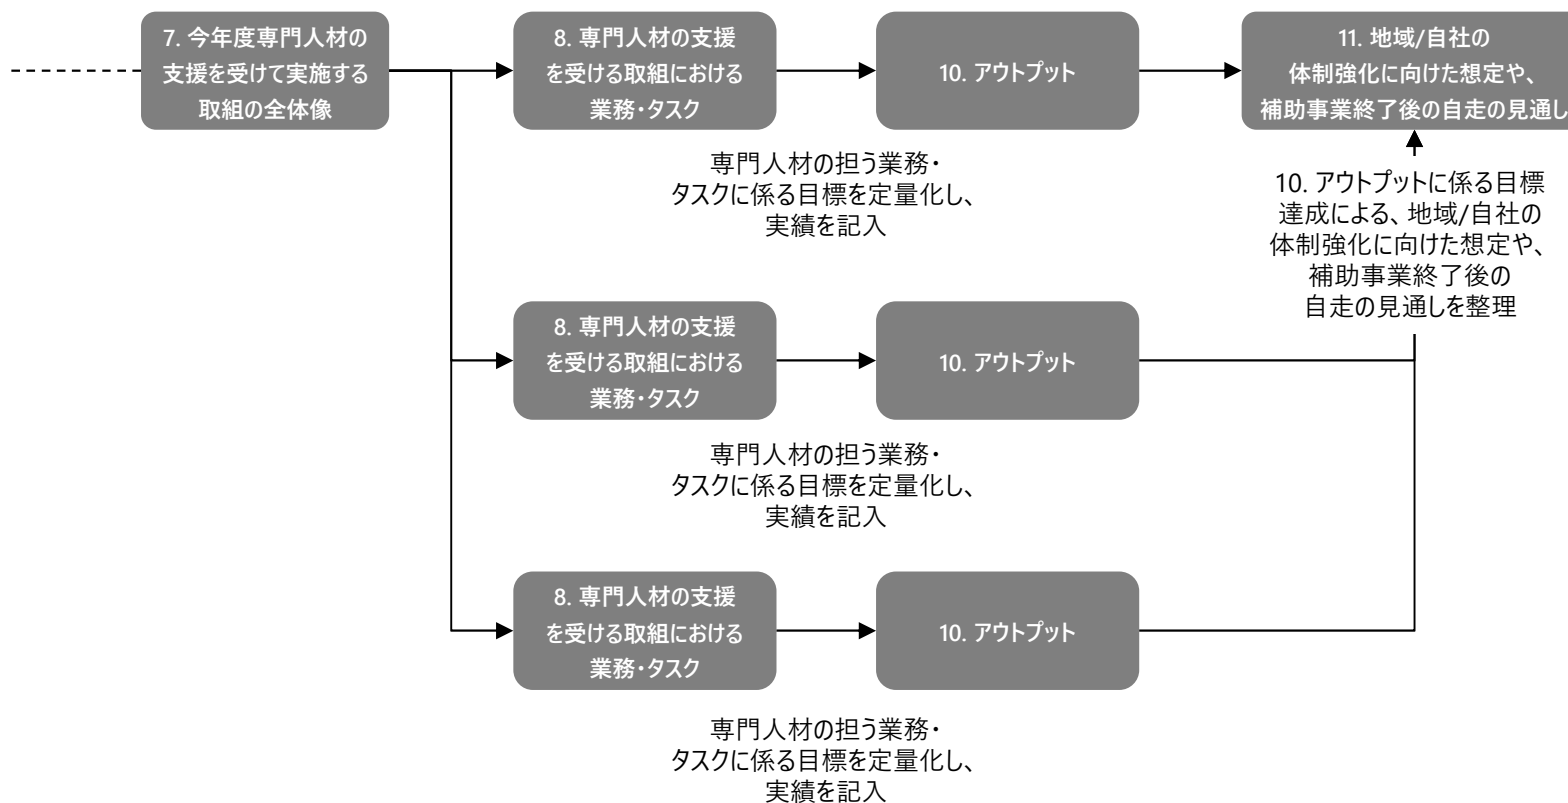 7. 今年度専門人材の
支援を受けて実施する
取組の全体像
8. 専門人材の支援
を受ける取組における
業務・タスク
10. アウトプット
11. 地域/自社の
体制強化に向けた想定や、
補助事業終了後の自走の見通し
専門人材の担う業務・
タスクに係る目標を定量化し、
実績を記入
10. アウトプットに係る目標
達成による、地域/自社の
体制強化に向けた想定や、
補助事業終了後の
自走の見通しを整理
8. 専門人材の支援
を受ける取組における
業務・タスク
10. アウトプット
専門人材の担う業務・
タスクに係る目標を定量化し、
実績を記入
8. 専門人材の支援
を受ける取組における
業務・タスク
10. アウトプット
専門人材の担う業務・
タスクに係る目標を定量化し、
実績を記入